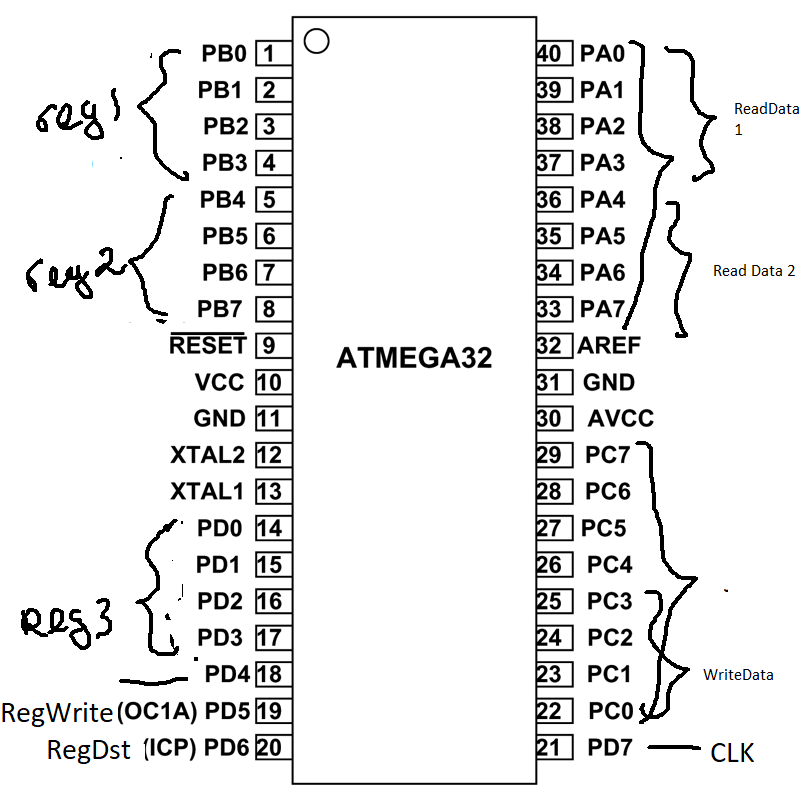 PB0 1 40 PA0
PB1 2 39 PA1
ReadData
1
reg1
PB2 3 38 PA2
PB3 4 37 PA3
PB4 5 36 PA4
PB5 6 35 PA5
reg2
PB6 7 34 PA6
Read Data 2
PB7 8 33 PA7
RESET 9 32 AREF
ATMEGA32
VCC 10 31 GND
GND 11 30 AVCC
XTAL2 12 29 PC7
XTAL1 13 28 PC6
PD0 14 27 PC5
PD1 15 26 PC4
PD2 16 25 PC3
Reg3
PD3 17 24 PC2
PD4 18 23 PC1
WriteData
RegWrite (OC1A) PD5 19 22 PC0
RegDst (ICP) PD6 20 21 PD7 CLK